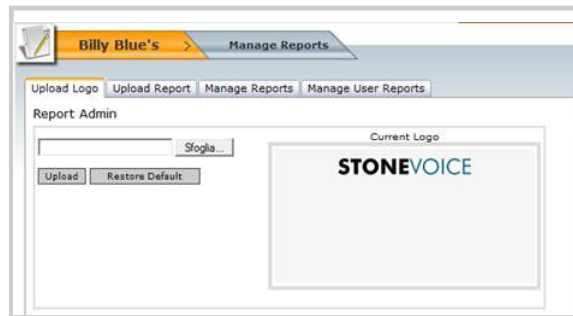 Billy Blue's > Manage Reports
Upload Logo Upload Report Manage Reports Manage User Reports
Report Admin
Current Logo
Sfoglia...
STONEVOICE
Upload Restore Default